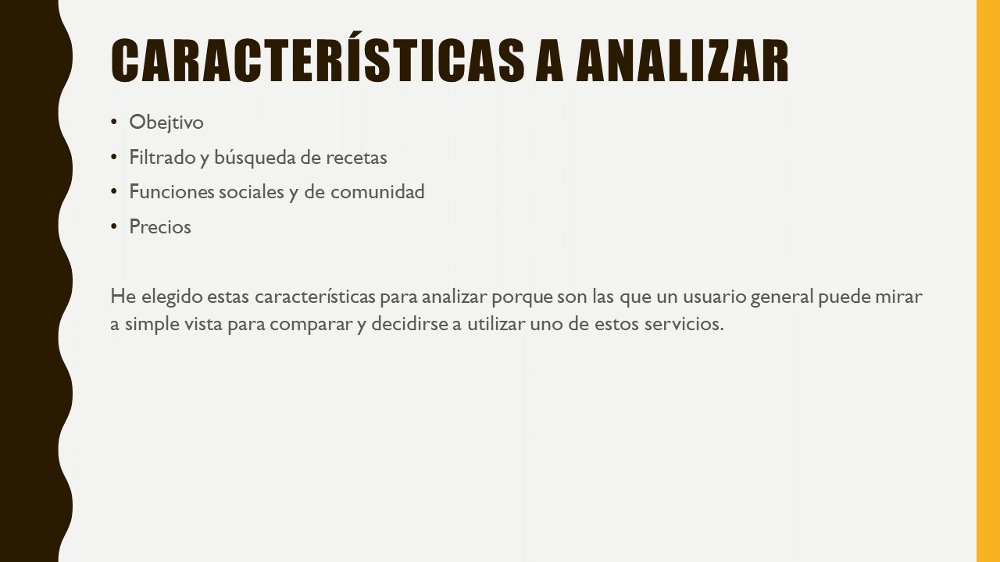 CARACTERÍSTICAS A ANALIZAR
• Obejtivo
• Filtrado y búsqueda de recetas
• Funciones sociales y de comunidad
• Precios
He elegido estas características para analizar porque son las que un usuario general puede mirar
a simple vista para comparar y decidirse a utilizar uno de estos servicios.